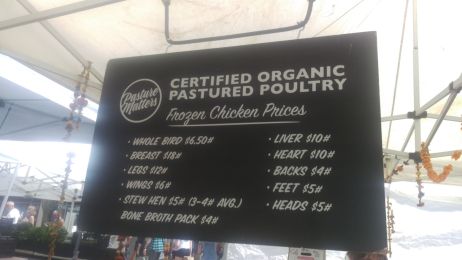 Pasture
Matters
CERTIFIED ORGANIC
PASTURED POULTRY
Frozen Chicken Prices
• WHOLE BIRD $6.50#
• BREAST $18#
• LEGS $12#
• WINGS $6#
• STEW HEN $5# (3-4# AVG.)
BONE BROTH PACK $4#
• LIVER $10#
• HEART $10#
• BACKS $4#
• FEET $5#
• HEADS $5#